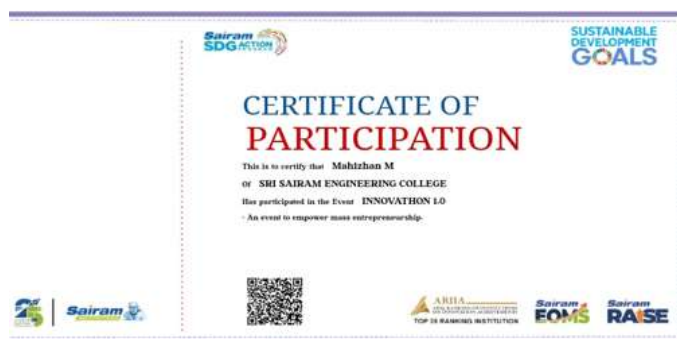 Sairam
SDG ACTION
SUSTAINABLE
DEVELOPMENT
GOALS
CERTIFICATE OF
PARTICIPATION
This is to certify that Mahizhan M
Of SRI SAIRAM ENGINEERING COLLEGE
Has participated in the Event INNOVATHON 1.0
- An event to empower mass entrepreneurship-
Sairam
ARIIA
TOP 25 RANKING INSTITUTION
Sairam
EOMS
Sairam
RAISE